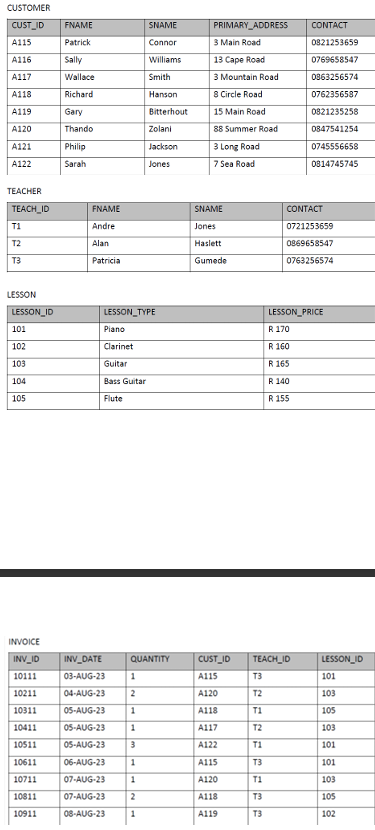 CUSTOMER
CUST_ID FNAME SNAME PRIMARY_ADDRESS CONTACT
A115 Patrick Connor 3 Main Road 0821253659
A116 Sally Williams 13 Cape Road 0769658547
A117 Wallace Smith 3 Mountain Road 0863256574
A118 Richard Hanson 8 Circle Road 0762356587
A119 Gary Bitterhout 15 Main Road 0821235258
A120 Thando Zolani 88 Summer Road 0847541254
A121 Philip Jackson 3 Long Road 0745556658
A122 Sarah Jones 7 Sea Road 0814745745
TEACHER
TEACH_ID FNAME SNAME CONTACT
T1 Andre Jones 0721253659
T2 Alan Haslett 0869658547
T3 Patricia Gumede 0763256574
LESSON
LESSON_ID LESSON_TYPE LESSON_PRICE
101 Piano R 170
102 Clarinet R 160
103 Guitar R 165
104 Bass Guitar R 140
105 Flute R 155
INVOICE
INV_ID INV_DATE QUANTITY CUST_ID TEACH_ID LESSON_ID
10111 03-AUG-23 1 A115 T3 101
10211 04-AUG-23 2 A120 T2 103
10311 05-AUG-23 1 A118 T1 105
10411 05-AUG-23 1 A117 T2 103
10511 05-AUG-23 3 A122 T1 101
10611 06-AUG-23 1 A115 T3 101
10711 07-AUG-23 1 A120 T1 103
10811 07-AUG-23 2 A118 T3 105
10911 08-AUG-23 1 A119 T3 102